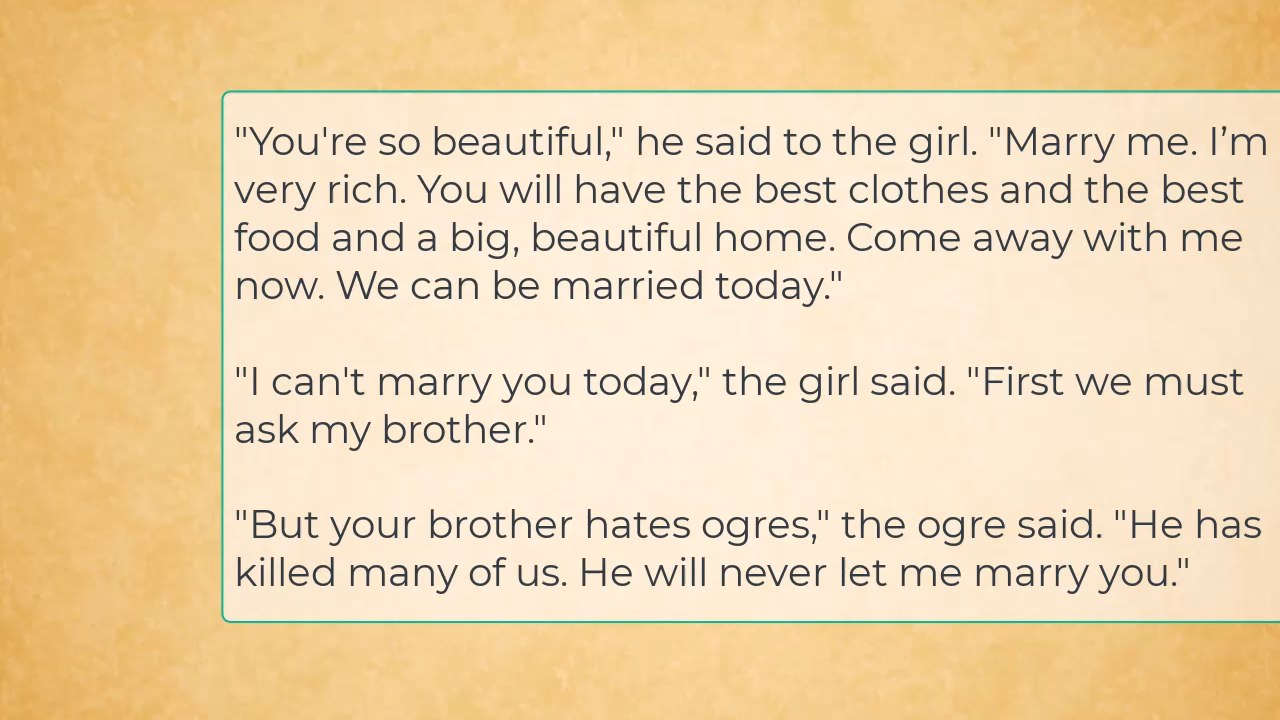 "You're so beautiful," he said to the girl. "Marry me. I’m
very rich. You will have the best clothes and the best
food and a big, beautiful home. Come away with me
now. We can be married today."
"I can't marry you today," the girl said. "First we must
ask my brother."
"But your brother hates ogres," the ogre said. "He has
killed many of us. He will never let me marry you."